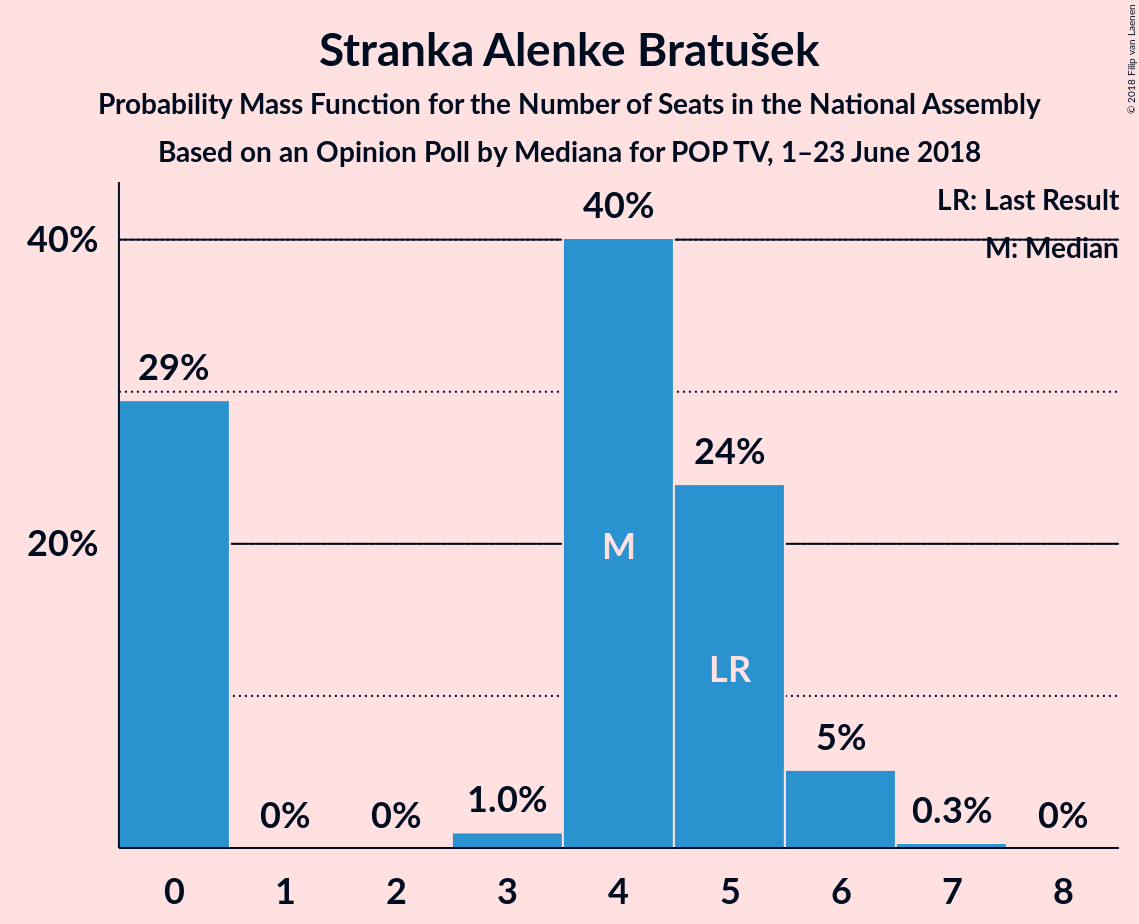 Stranka Alenke Bratušek
Probability Mass Function for the Number of Seats in the National Assembly
Based on an Opinion Poll by Mediana for POP TV, 1–23 June 2018
© 2018 Filip van Laenen
LR: Last Result
M: Median
40%
20%
29%
0%
0%
1.0%
40%
24%
5%
0.3%
0%
M
LR
0 1 2 3 4 5 6 7 8